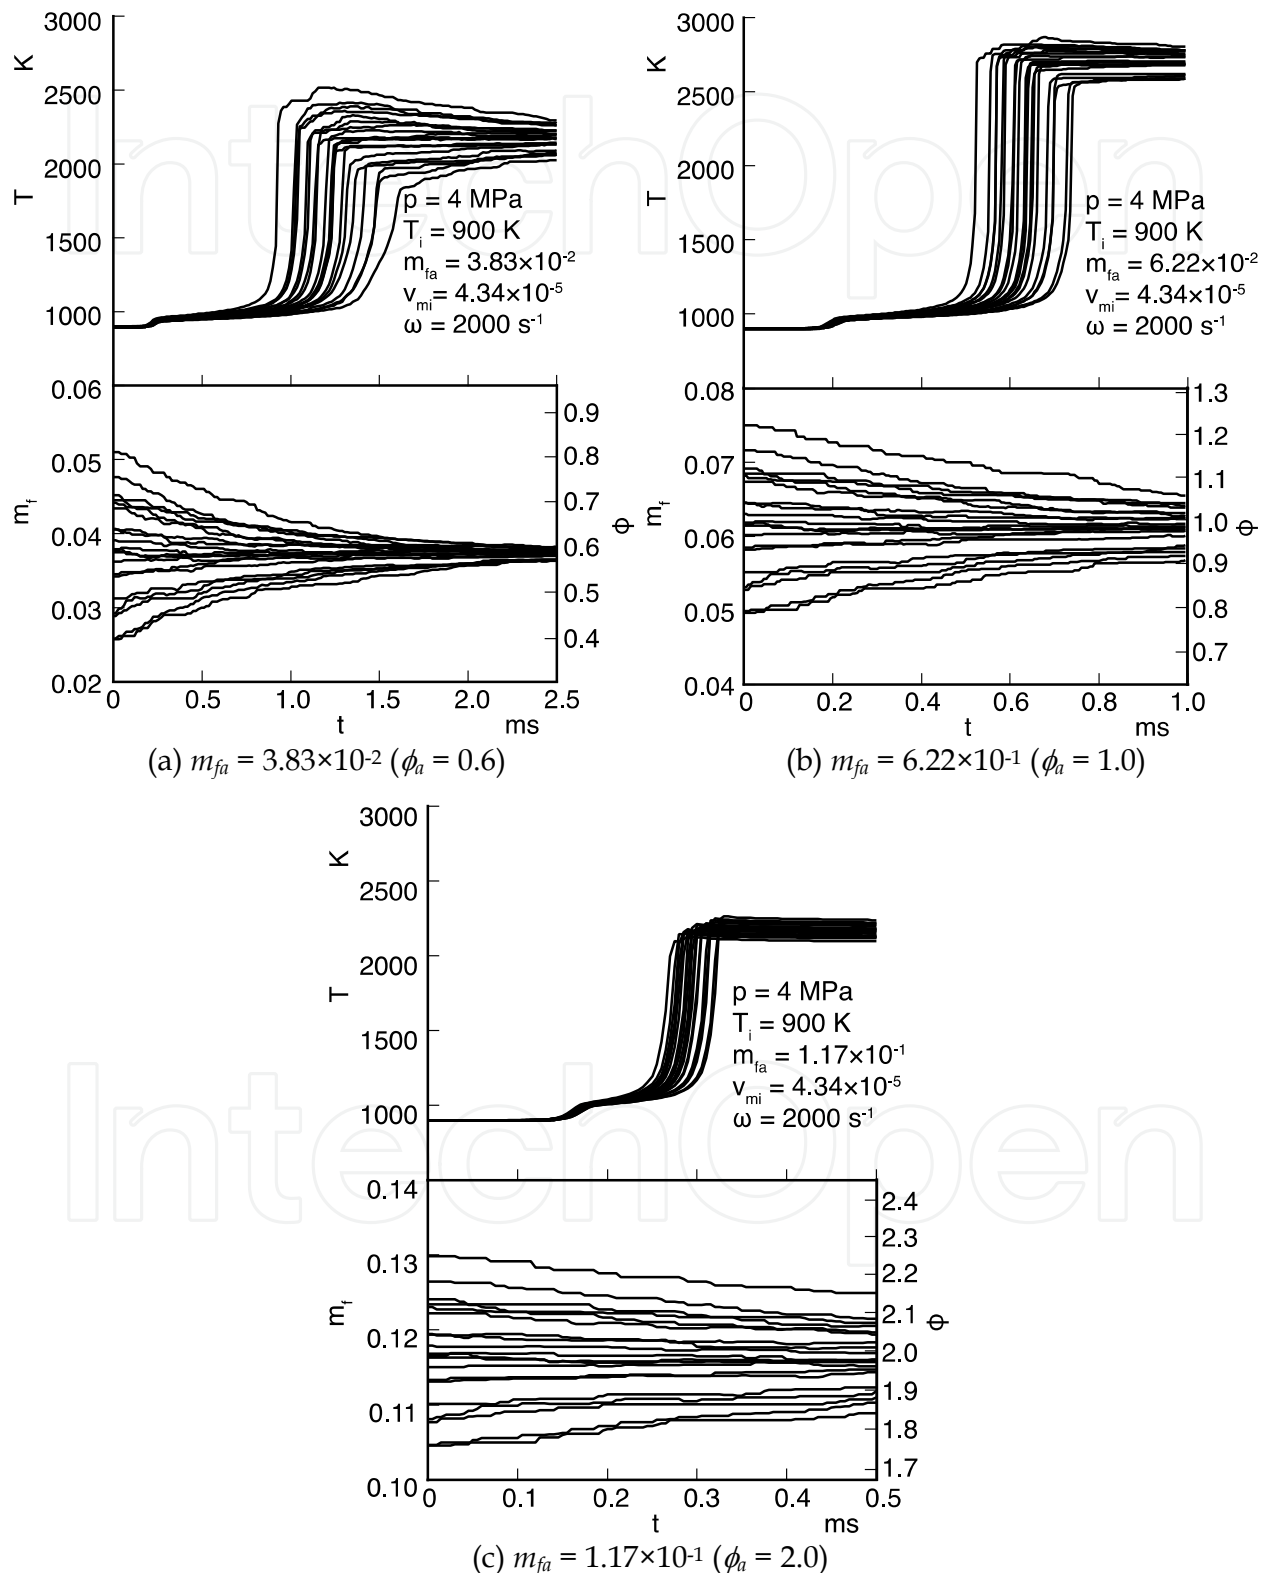 3000
K
2500
2000
T
1500
1000
p = 4 MPa
T_i = 900 K
m_fa = 3.83×10^-2
v_mi = 4.34×10^-5
ω = 2000 s^-1
0.06
0.05
m_f
0.04
0.03
0.02
0.9
0.8
0.7
0.6
ϕ
0.5
0.4
0 0.5 1.0 1.5 2.0 2.5
t ms
(a) m_fa = 3.83×10^-2 (ϕ_a = 0.6)
3000
K
2500
2000
T
1500
1000
p = 4 MPa
T_i = 900 K
m_fa = 6.22×10^-2
v_mi = 4.34×10^-5
ω = 2000 s^-1
0.08
0.07
m_f
0.06
0.05
0.04
1.3
1.2
1.1
1.0
ϕ
0.9
0.8
0.7
0 0.2 0.4 0.6 0.8 1.0
t ms
(b) m_fa = 6.22×10^-1 (ϕ_a = 1.0)
3000
K
2500
2000
T
1500
1000
p = 4 MPa
T_i = 900 K
m_fa = 1.17×10^-1
v_mi = 4.34×10^-5
ω = 2000 s^-1
0.14
0.13
m_f
0.12
0.11
0.10
2.4
2.3
2.2
2.1
ϕ
2.0
1.9
1.8
1.7
0 0.1 0.2 0.3 0.4 0.5
t ms
(c) m_fa = 1.17×10^-1 (ϕ_a = 2.0)
IntechOpen
IntechOpen